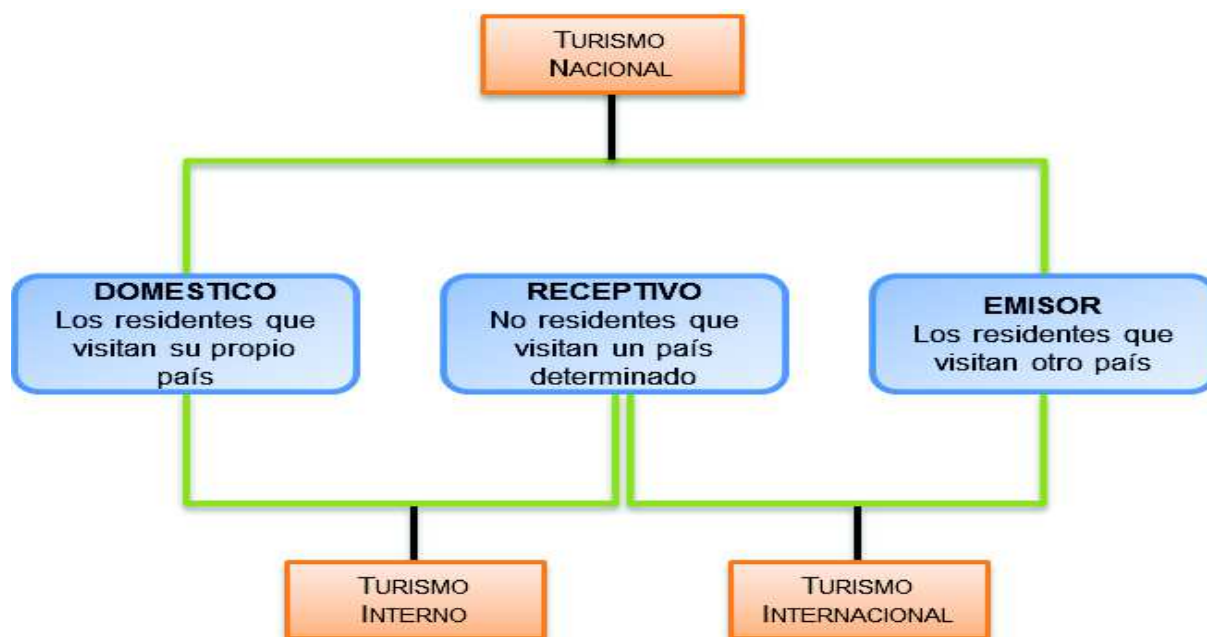 TURISMO
NACIONAL
DOMESTICO
Los residentes que
visitan su propio
país
RECEPTIVO
No residentes que
visitan un país
determinado
EMISOR
Los residentes que
visitan otro país
TURISMO
INTERNO
TURISMO
INTERNACIONAL